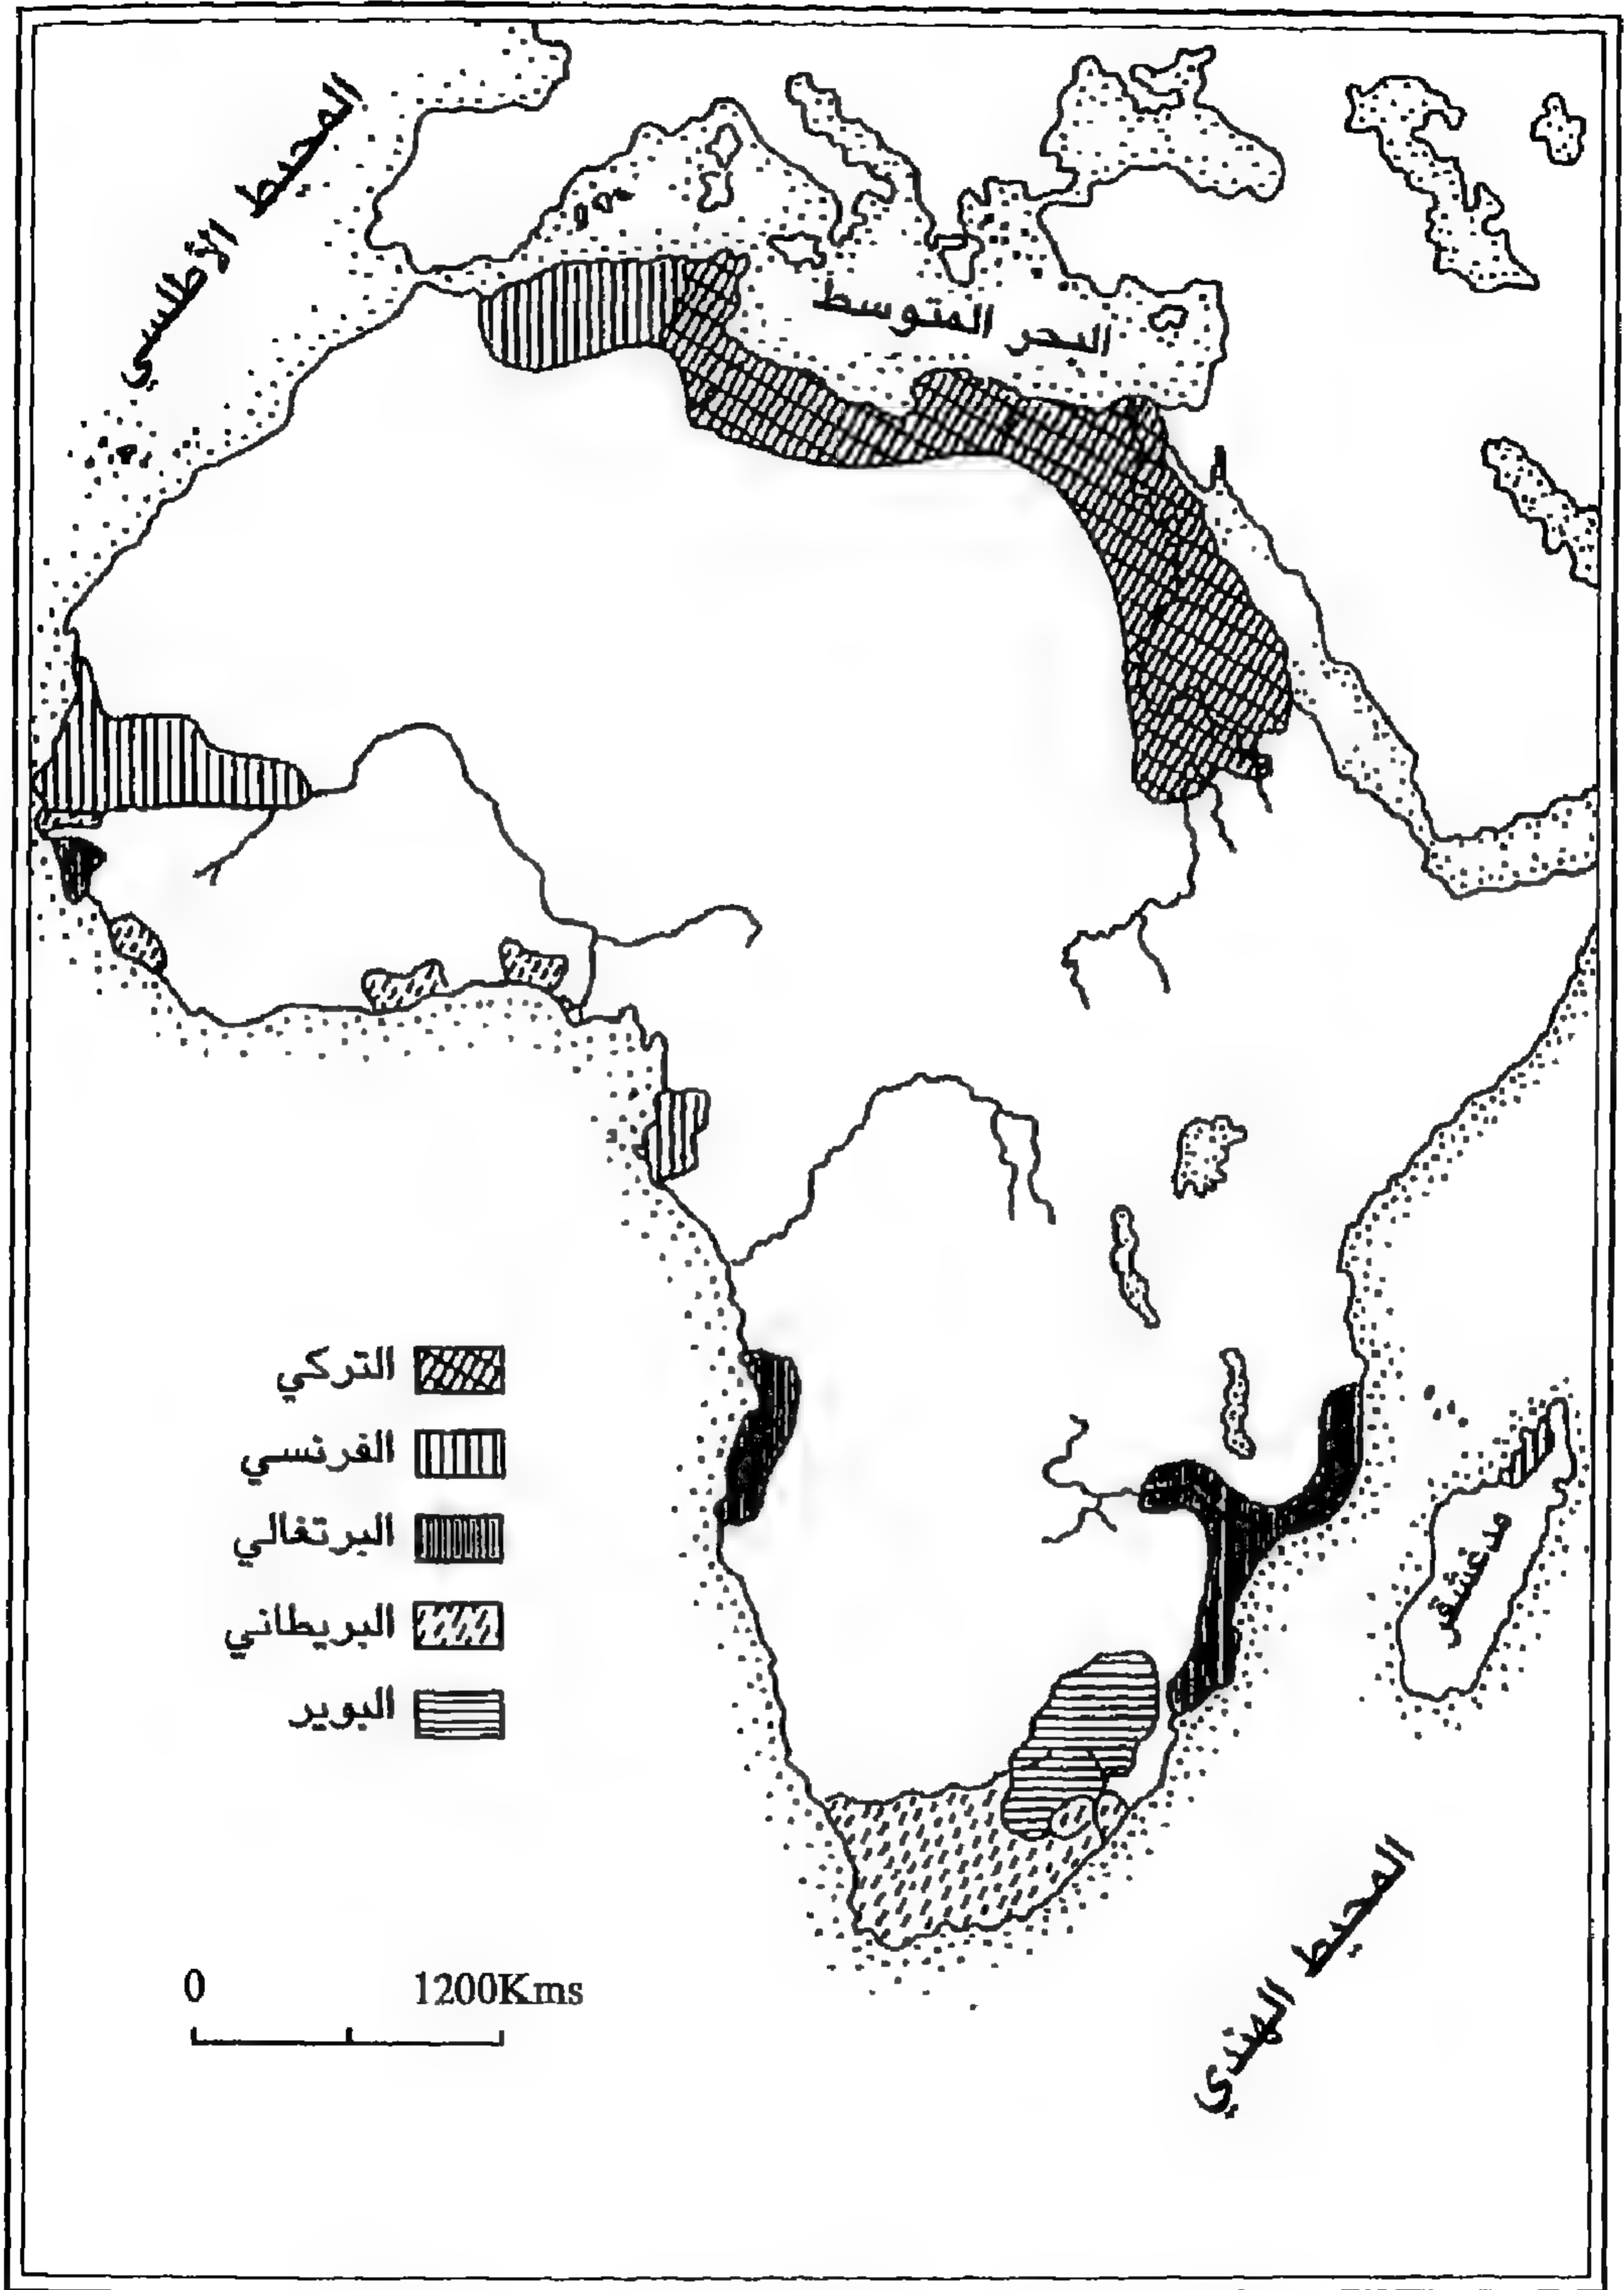 المحيط الأطلسي
البحر المتوسط
التركي
الفرنسي
البرتغالي
البريطاني
البوير
مدغشقر
0 1200Kms
المحيط الهندي